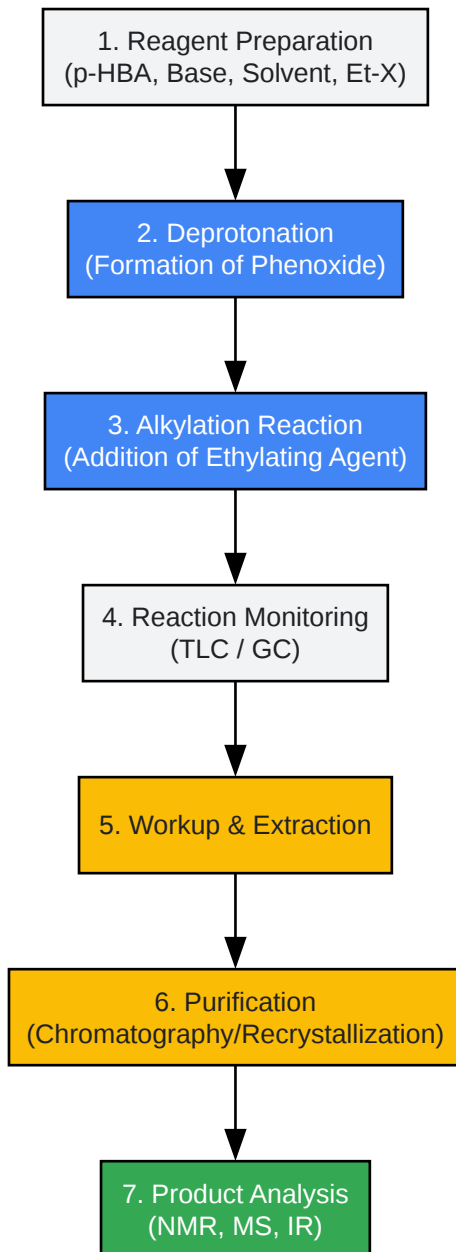 1. Reagent Preparation
(p-HBA, Base, Solvent, Et-X)
2. Deprotonation
(Formation of Phenoxide)
3. Alkylation Reaction
(Addition of Ethylating Agent)
4. Reaction Monitoring
(TLC / GC)
5. Workup & Extraction
6. Purification
(Chromatography/Recrystallization)
7. Product Analysis
(NMR, MS, IR)